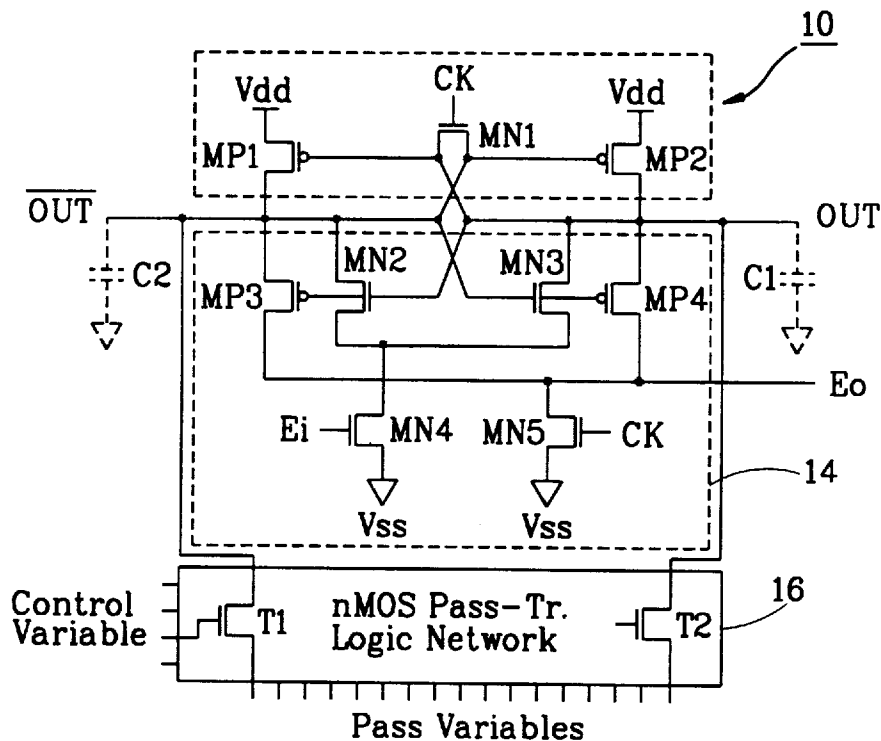 10
CK
Vdd
Vdd
MN1
MP1
MP2
OUT
OUT
MN2
MN3
C2
C1
MP3
MP4
Eo
Ei
MN4
MN5
CK
14
Vss
Vss
Control
Variable
T1
nMOS Pass-Tr.
Logic Network
T2
16
Pass Variables